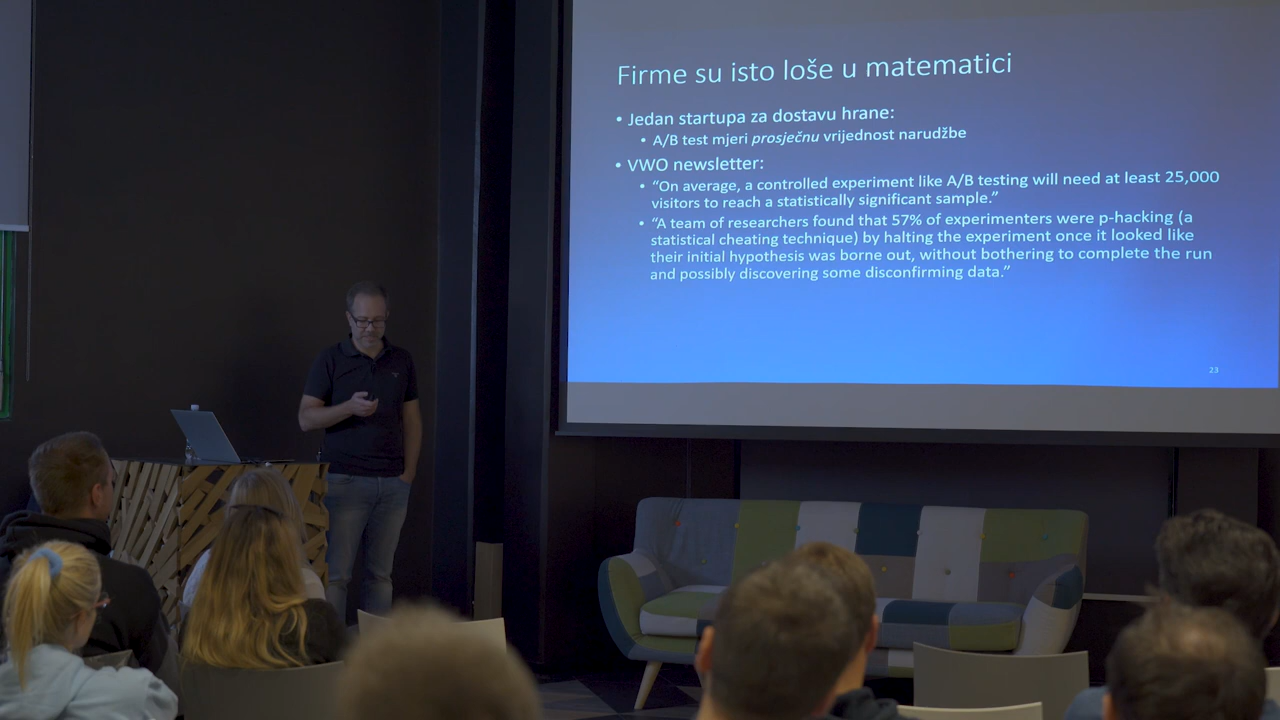 Firme su isto loše u matematici
• Jedan startupa za dostavu hrane:
• A/B test mjeri prosječnu vrijednost narudžbe
• VWO newsletter:
• “On average, a controlled experiment like A/B testing will need at least 25,000
visitors to reach a statistically significant sample.”
• “A team of researchers found that 57% of experimenters were p-hacking (a
statistical cheating technique) by halting the experiment once it looked like
their initial hypothesis was borne out, without bothering to complete the run
and possibly discovering some disconfirming data.”
23